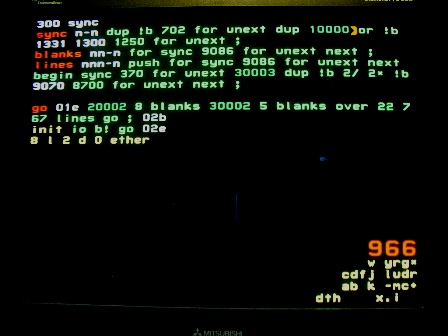 300 sync
sync n-n dup !b 702 for unext dup 10000 or !b
1331 1300 1250 for unext ;
blanks nn-n for sync 9086 for unext next ;
lines nnn-n push for sync 9086 for unext next
begin sync 370 for unext 30003 dup !b 2/ 2* !b
9070 8700 for unext next ;
go 01e 20002 8 blanks 30002 5 blanks over 22 7
67 lines go ; 02b
init io b! go 02e
8 l 2 d 0 ether
966
w yrg*
cdfj ludr
ab k -mc+
dth x.i
MITSUBISHI